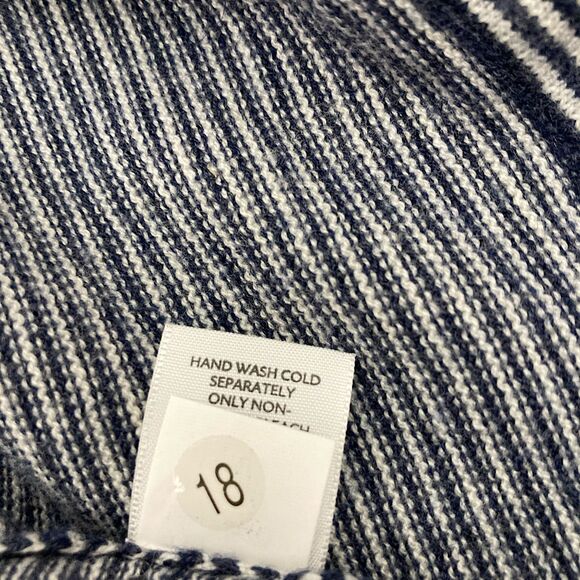 HAND WASH COLD
SEPARATELY
ONLY NON-
18